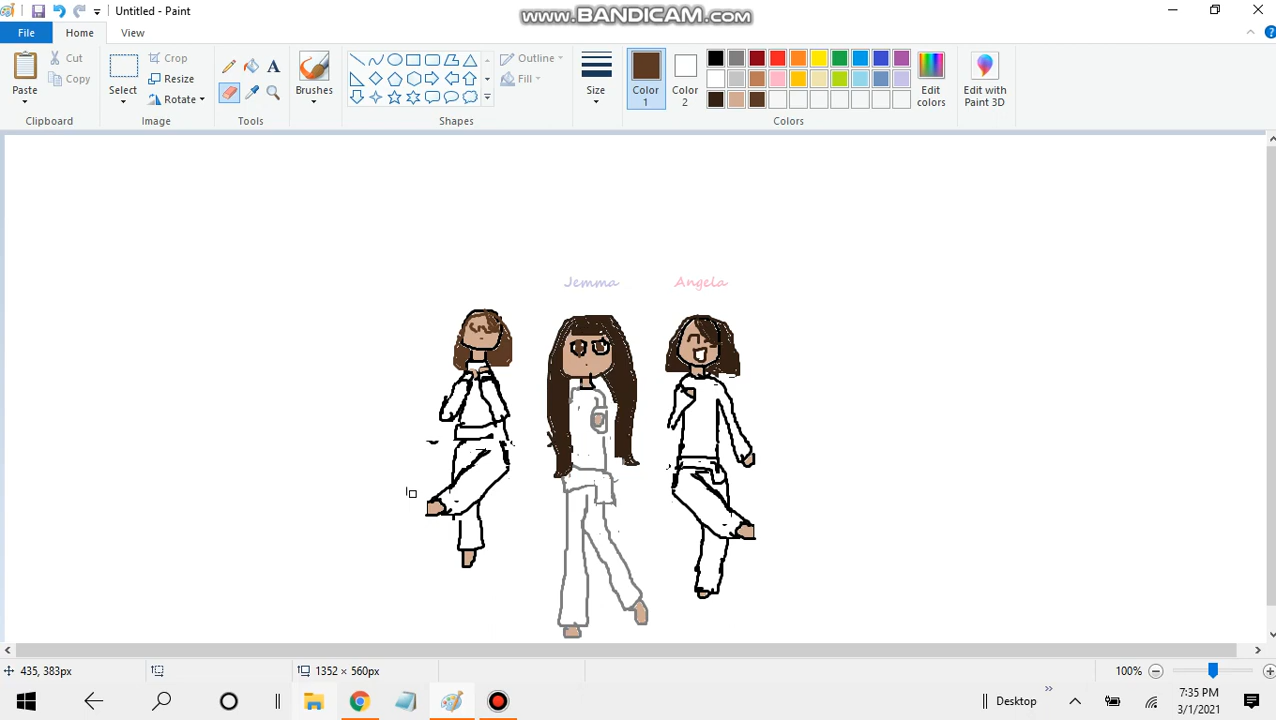 Untitled - Paint
www.BANDICAM.com
File
Home
View
Paste
Cut
Copy
Clipboard
Select
Crop
Resize
Rotate
Image
A
Tools
Brushes
Shapes
Outline
Fill
Size
Color 1
Color 2
Colors
Edit colors
Edit with Paint 3D
Jemma
Angela
435, 383px
1352 × 560px
100%
Desktop
7:35 PM
3/1/2021